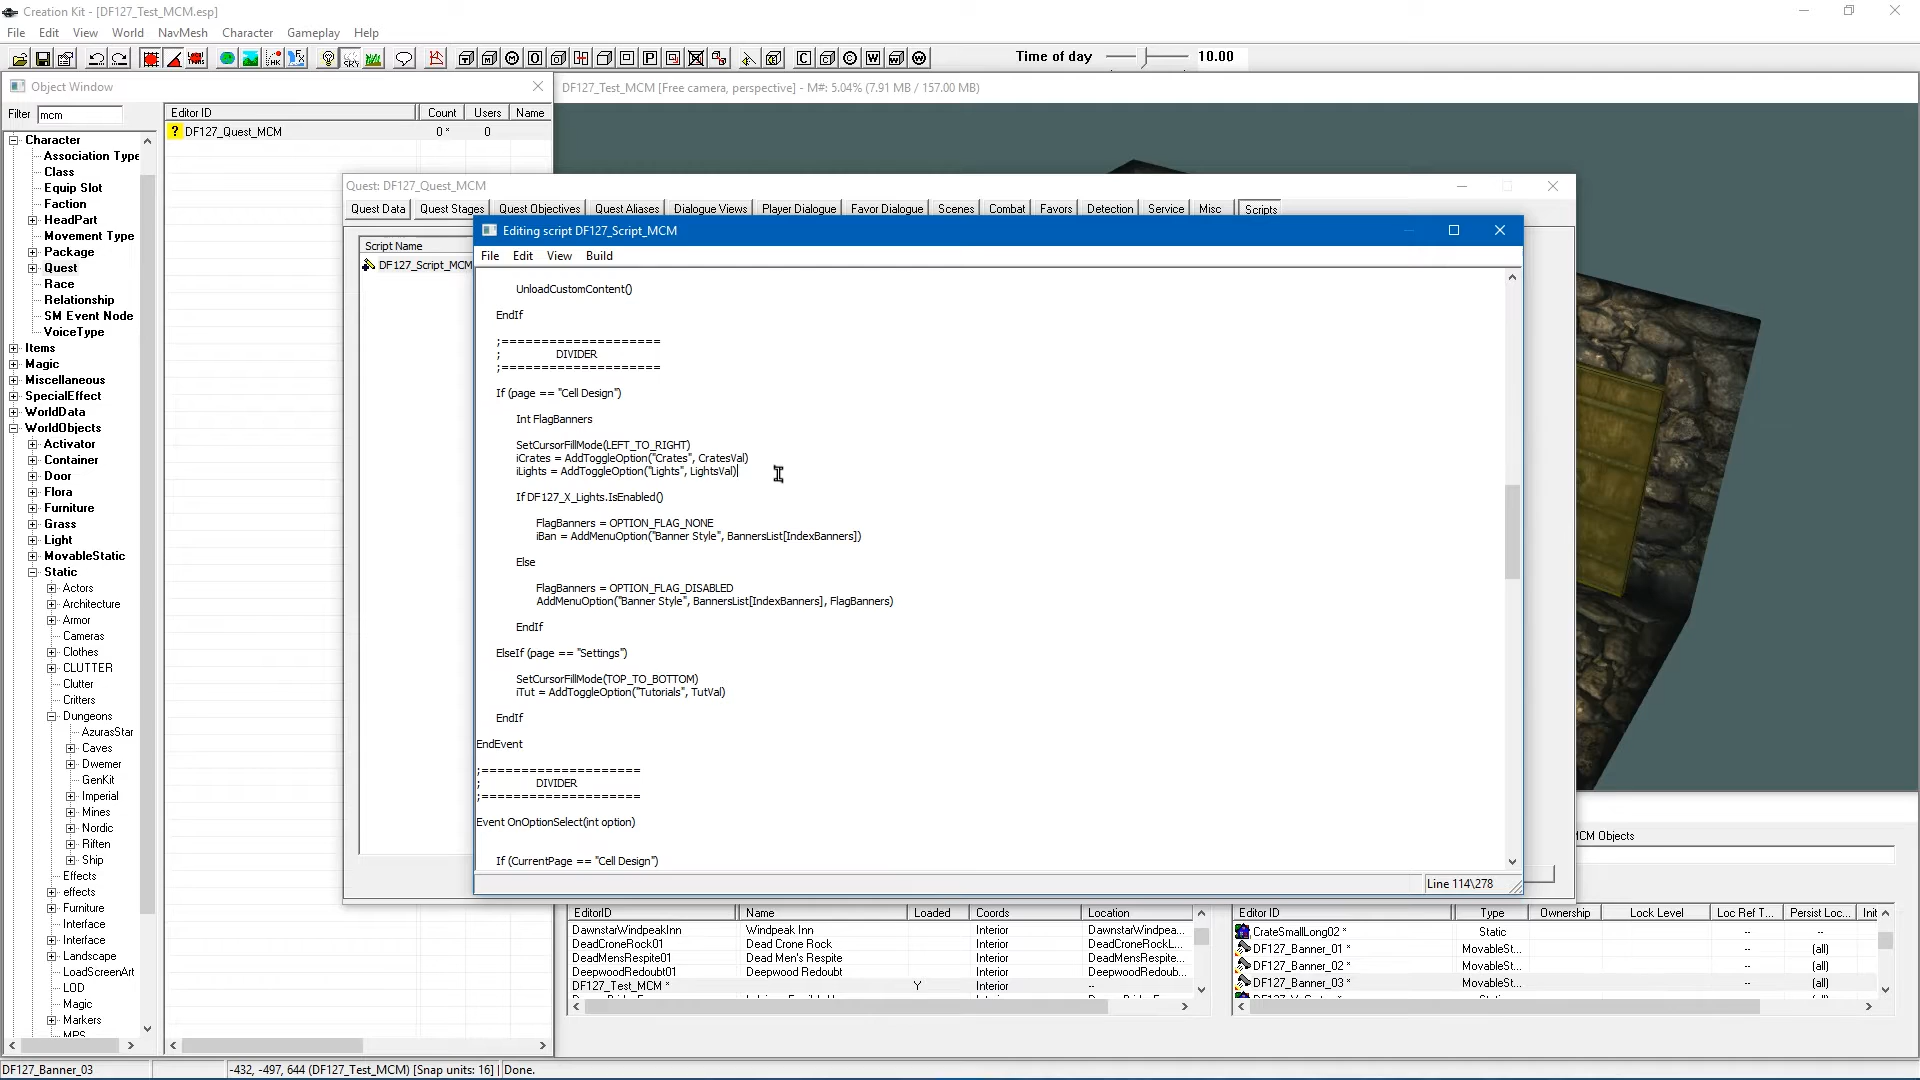 Creation Kit - [DF127_Test_MCM.esp]
File Edit View World NavMesh Character Gameplay Help
Time of day 10.00
Object Window
DF127_Test_MCM [Free camera, perspective] - M#: 5.04% (7.91 MB / 157.00 MB)
Filter mcm
Editor ID Count Users Name
DF127_Quest_MCM 0 * 0
Character
Association Type
Class
Equip Slot
Faction
HeadPart
Movement Type
Package
Quest
Race
Relationship
SM Event Node
VoiceType
Items
Magic
Miscellaneous
SpecialEffect
WorldData
WorldObjects
Activator
Container
Door
Flora
Furniture
Grass
Light
MovableStatic
Static
Actors
Architecture
Armor
Cameras
Clothes
CLUTTER
Clutter
Critters
Dungeons
AzurasStar
Caves
Dwemer
GenKit
Imperial
Mines
Nordic
Riften
Ship
Effects
effects
Furniture
Interface
Interface
Landscape
LoadScreenArt
LOD
Magic
Markers
MPS
Quest: DF127_Quest_MCM
Quest Data Quest Stages Quest Objectives Quest Aliases Dialogue Views Player Dialogue Favor Dialogue Scenes Combat Favors Detection Service Misc Scripts
Script Name
DF127_Script_MCM
Editing script DF127_Script_MCM
File Edit View Build
UnloadCustomContent()
EndIf
;=====================
; DIVIDER
;=====================
If (page == "Cell Design")
Int FlagBanners
SetCursorFillMode(LEFT_TO_RIGHT)
iCrates = AddToggleOption("Crates", CratesVal)
iLights = AddToggleOption("Lights", LightsVal)
If DF127_X_Lights.IsEnabled()
FlagBanners = OPTION_FLAG_NONE
iBan = AddMenuOption("Banner Style", BannersList[IndexBanners])
Else
FlagBanners = OPTION_FLAG_DISABLED
AddMenuOption("Banner Style", BannersList[IndexBanners], FlagBanners)
EndIf
ElseIf (page == "Settings")
SetCursorFillMode(TOP_TO_BOTTOM)
iTut = AddToggleOption("Tutorials", TutVal)
EndIf
EndEvent
;=====================
; DIVIDER
;=====================
Event OnOptionSelect(int option)
If (CurrentPage == "Cell Design")
Line 114\278
MCM Objects
EditorID Name Loaded Coords Location
DawnstarWindpeakInn Windpeak Inn Interior DawnstarWindpea...
DeadCroneRock01 Dead Crone Rock Interior DeadCroneRockL...
DeadMensRespite01 Dead Men's Respite Interior DeadMensRespite...
DeepwoodRedoubt01 Deepwood Redoubt Interior DeepwoodRedoub...
DF127_Test_MCM * Y Interior --
Editor ID Type Ownership Lock Level Loc Ref T... Persist Loc... Init
CrateSmallLong02 * Static -- --
DF127_Banner_01 * MovableSt... -- (all)
DF127_Banner_02 * MovableSt... -- (all)
DF127_Banner_03 * MovableSt... -- (all)
DF127_Banner_03 -432, -497, 644 (DF127_Test_MCM) [Snap units: 16] Done.